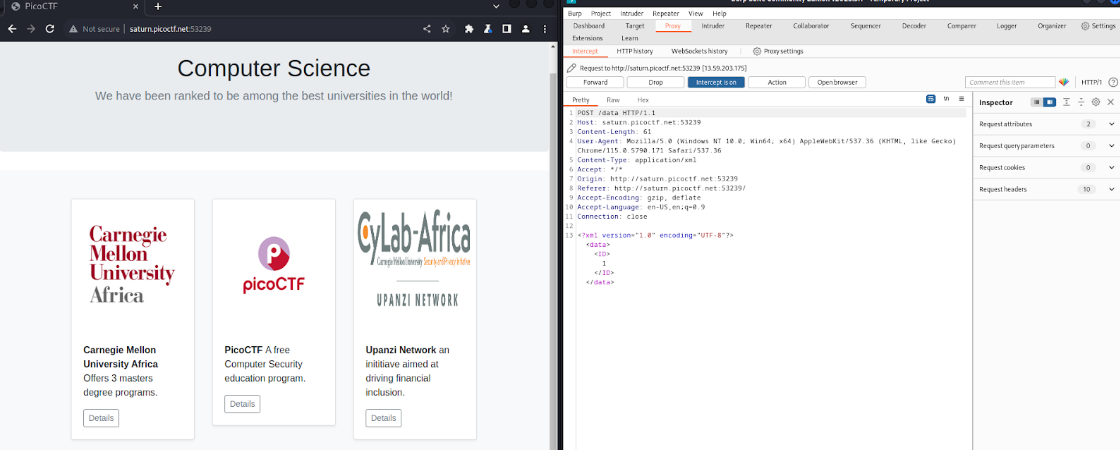 PicoCTF
Not secure | saturn.picoctf.net:53239
Computer Science
We have been ranked to be among the best universities in the world!
Carnegie
Mellon
University
Africa
Carnegie Mellon
University Africa
Offers 3 masters
degree programs.
Details
picoCTF
PicoCTF A free
Computer Security
education program.
Details
CyLab-Africa
Carnegie Mellon University Security and Privacy Initiative
UPANZI NETWORK
Upanzi Network an
inititiave aimed at
driving financial
inclusion.
Details
Burp Project Intruder Repeater View Help
Dashboard Target Proxy Intruder Repeater Collaborator Sequencer Decoder Comparer Logger Organizer Settings
Extensions Learn
Intercept HTTP history WebSockets history Proxy settings
Request to http://saturn.picoctf.net:53239 [13.59.203.175]
Forward Drop Intercept is on Action Open browser Comment this item HTTP/1
Pretty Raw Hex
1 POST /data HTTP/1.1
2 Host: saturn.picoctf.net:53239
3 Content-Length: 61
4 User-Agent: Mozilla/5.0 (Windows NT 10.0; Win64; x64) AppleWebKit/537.36 (KHTML, like Gecko)
Chrome/115.0.5790.171 Safari/537.36
5 Content-Type: application/xml
6 Accept: */*
7 Origin: http://saturn.picoctf.net:53239
8 Referer: http://saturn.picoctf.net:53239/
9 Accept-Encoding: gzip, deflate
10 Accept-Language: en-US,en;q=0.9
11 Connection: close
12
13 <?xml version="1.0" encoding="UTF-8"?>
<data>
<ID>
1
</ID>
</data>
Inspector
Request attributes 2
Request query parameters 0
Request cookies 0
Request headers 10